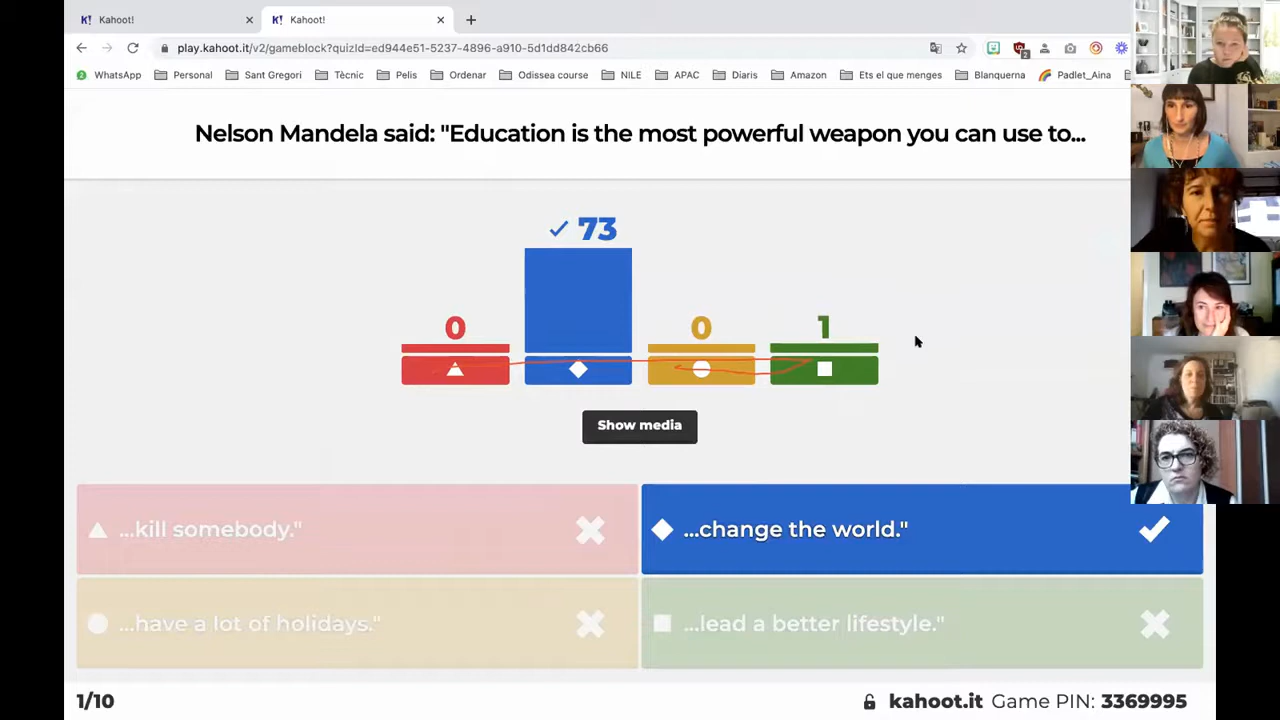 Kahoot!
Kahoot!
play.kahoot.it/v2/gameblock?quizId=ed944e51-5237-4896-a910-5d1dd842cb66
2
2 WhatsApp Personal Sant Gregori Tècnic Pelis Ordenar Odissea course NILE APAC Diaris Amazon Ets el que menges Blanquerna Padlet_Aina
Nelson Mandela said: "Education is the most powerful weapon you can use to...
73
0
0
1
Show media
...kill somebody."
...change the world."
...have a lot of holidays."
...lead a better lifestyle."
1/10
kahoot.it Game PIN: 3369995